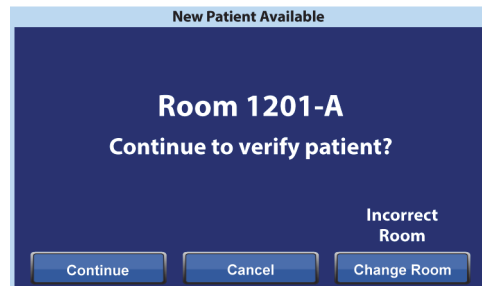 New Patient Available
Room 1201-A
Continue to verify patient?
Incorrect
Room
Continue
Cancel
Change Room